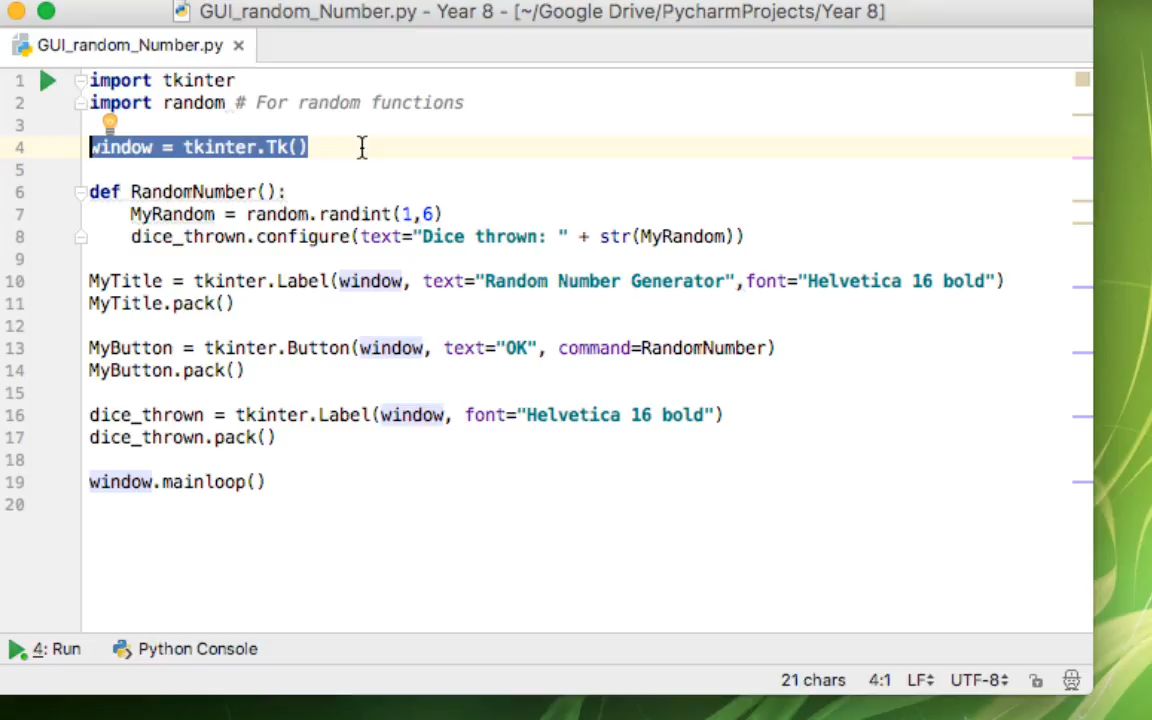 GUI_random_Number.py - Year 8 - [~/Google Drive/PycharmProjects/Year 8]
GUI_random_Number.py ×
1 import tkinter
2 import random # For random functions
3
4 window = tkinter.Tk()
5
6 def RandomNumber():
7 MyRandom = random.randint(1,6)
8 dice_thrown.configure(text="Dice thrown: " + str(MyRandom))
9
10 MyTitle = tkinter.Label(window, text="Random Number Generator",font="Helvetica 16 bold")
11 MyTitle.pack()
12
13 MyButton = tkinter.Button(window, text="OK", command=RandomNumber)
14 MyButton.pack()
15
16 dice_thrown = tkinter.Label(window, font="Helvetica 16 bold")
17 dice_thrown.pack()
18
19 window.mainloop()
20
4: Run Python Console
21 chars 4:1 LF÷ UTF-8÷